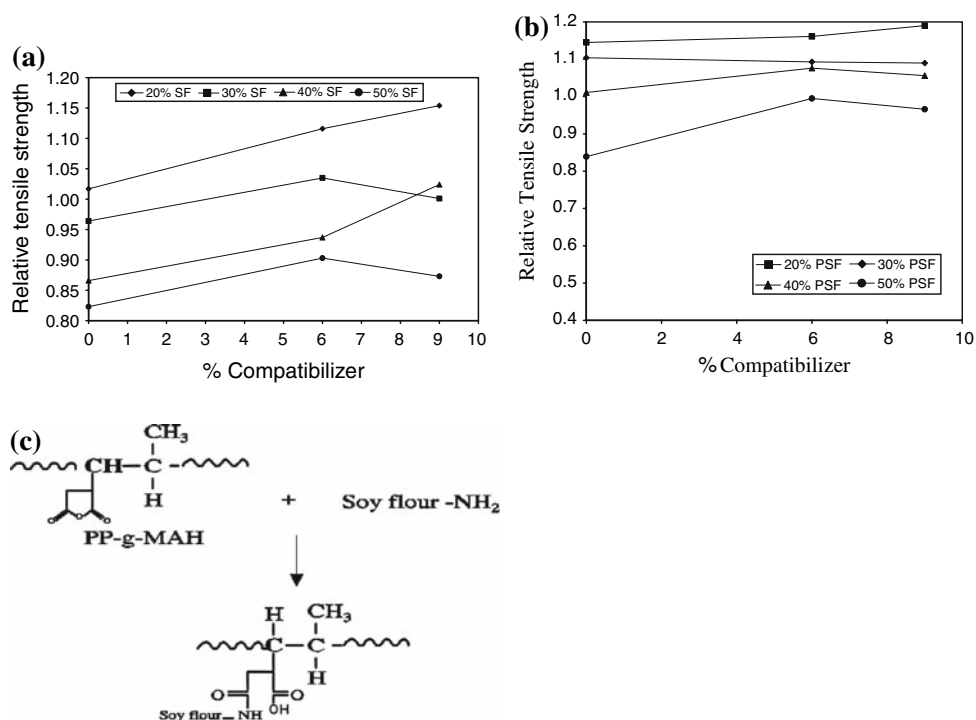 (a)
Relative tensile strength
1.20
1.15
1.10
1.05
1.00
0.95
0.90
0.85
0.80
20% SF 30% SF 40% SF 50% SF
0 1 2 3 4 5 6 7 8 9 10
% Compatibilizer
(b)
Relative Tensile Strength
1.2
1.1
1.0
0.9
0.8
0.7
0.6
0.5
0.4
20% PSF 30% PSF
40% PSF 50% PSF
0 2 4 6 8 10
% Compatibilizer
(c)
CH3
CH–C–
H
O O O
PP-g-MAH
+
Soy flour -NH2
H CH3
C–C–
H
O O
OH
Soy flour– NH